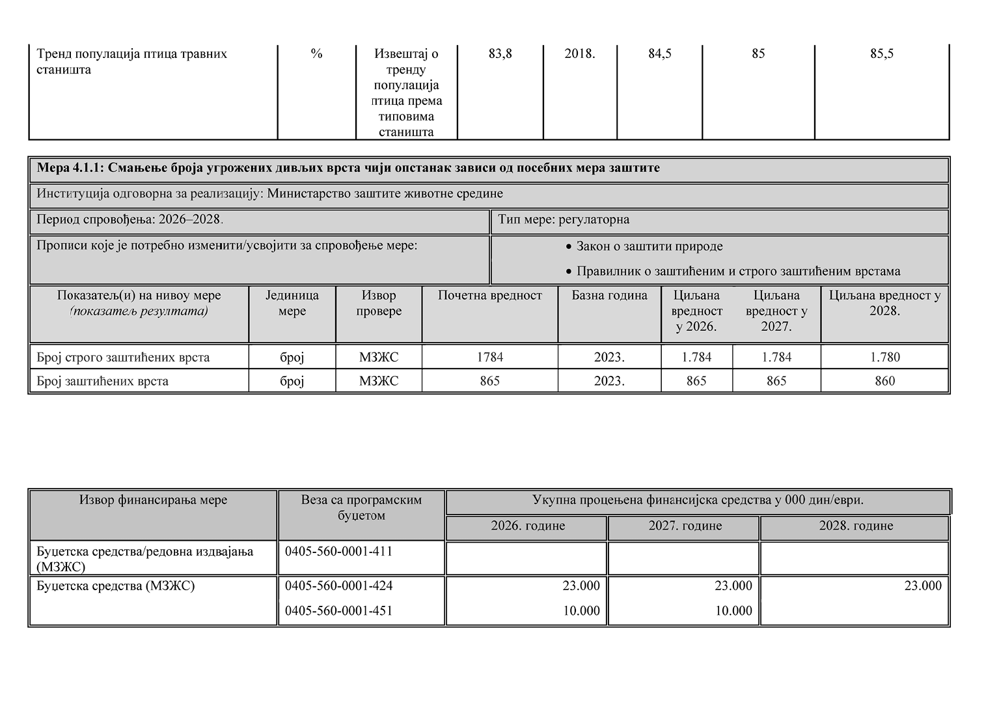 Тренд популација птица травних
станишта
%
Извештај о
тренду
популација
птица према
типовима
станишта
83,8
2018.
84,5
85
85,5
Мера 4.1.1: Смањење броја угрожених дивљих врста чији опстанак зависи од посебних мера заштите
Институција одговорна за реализацију: Министарство заштите животне средине
Период спровођења: 2026–2028.
Тип мере: регулаторна
Прописи које је потребно изменити/усвојити за спровођење мере:
• Закон о заштити природе
• Правилник о заштићеним и строго заштићеним врстама
Показатељ(и) на нивоу мере
(показатељ резултата)
Јединица
мере
Извор
провере
Почетна вредност
Базна година
Циљана
вредност
у 2026.
Циљана
вредност у
2027.
Циљана вредност у
2028.
Број строго заштићених врста
број
МЗЖС
1784
2023.
1.784
1.784
1.780
Број заштићених врста
број
МЗЖС
865
2023.
865
865
860
Извор финансирања мере
Веза са програмским
буџетом
Укупна процењена финансијска средства у 000 дин/еври.
2026. године
2027. године
2028. године
Буџетска средства/редовна издвајања
(МЗЖС)
0405-560-0001-411
Буџетска средства (МЗЖС)
0405-560-0001-424
23.000
23.000
23.000
0405-560-0001-451
10.000
10.000